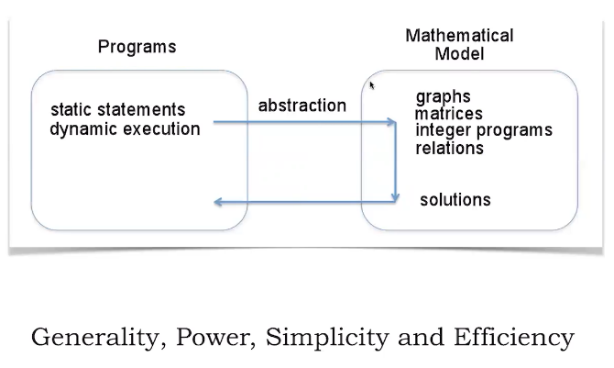 Programs
Mathematical
Model
static statements
dynamic execution
abstraction
graphs
matrices
integer programs
relations
solutions
Generality, Power, Simplicity and Efficiency